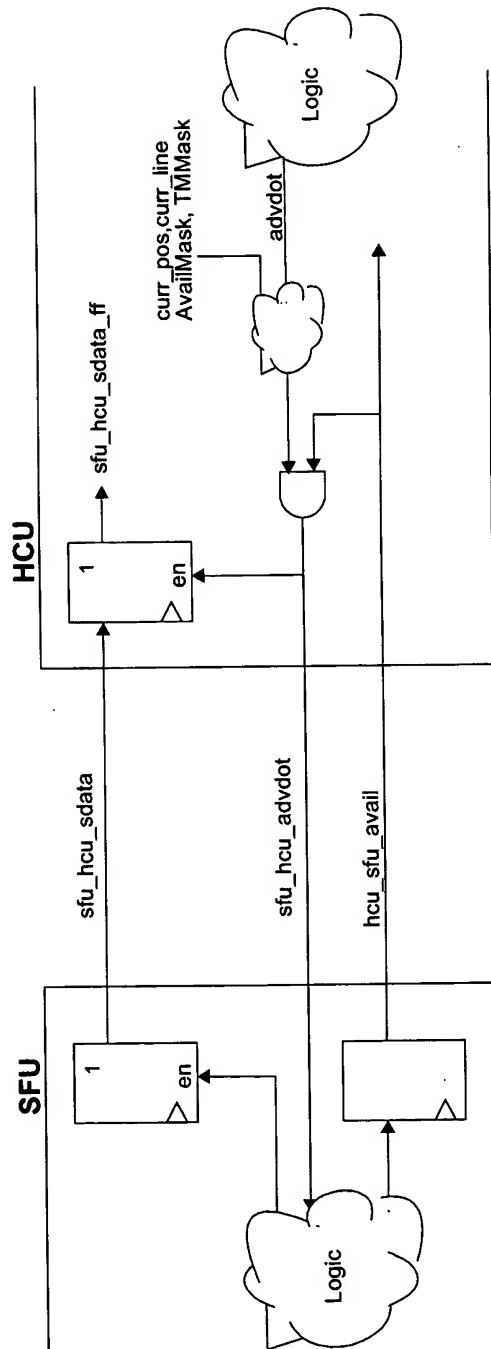 SFU
HCU
1
en
sfu_hcu_sdata
1
en
sfu_hcu_sdata_ff
curr_pos,curr_line
AvailMask, TMMask
advdot
Logic
Logic
sfu_hcu_advdot
hcu_sfu_avail